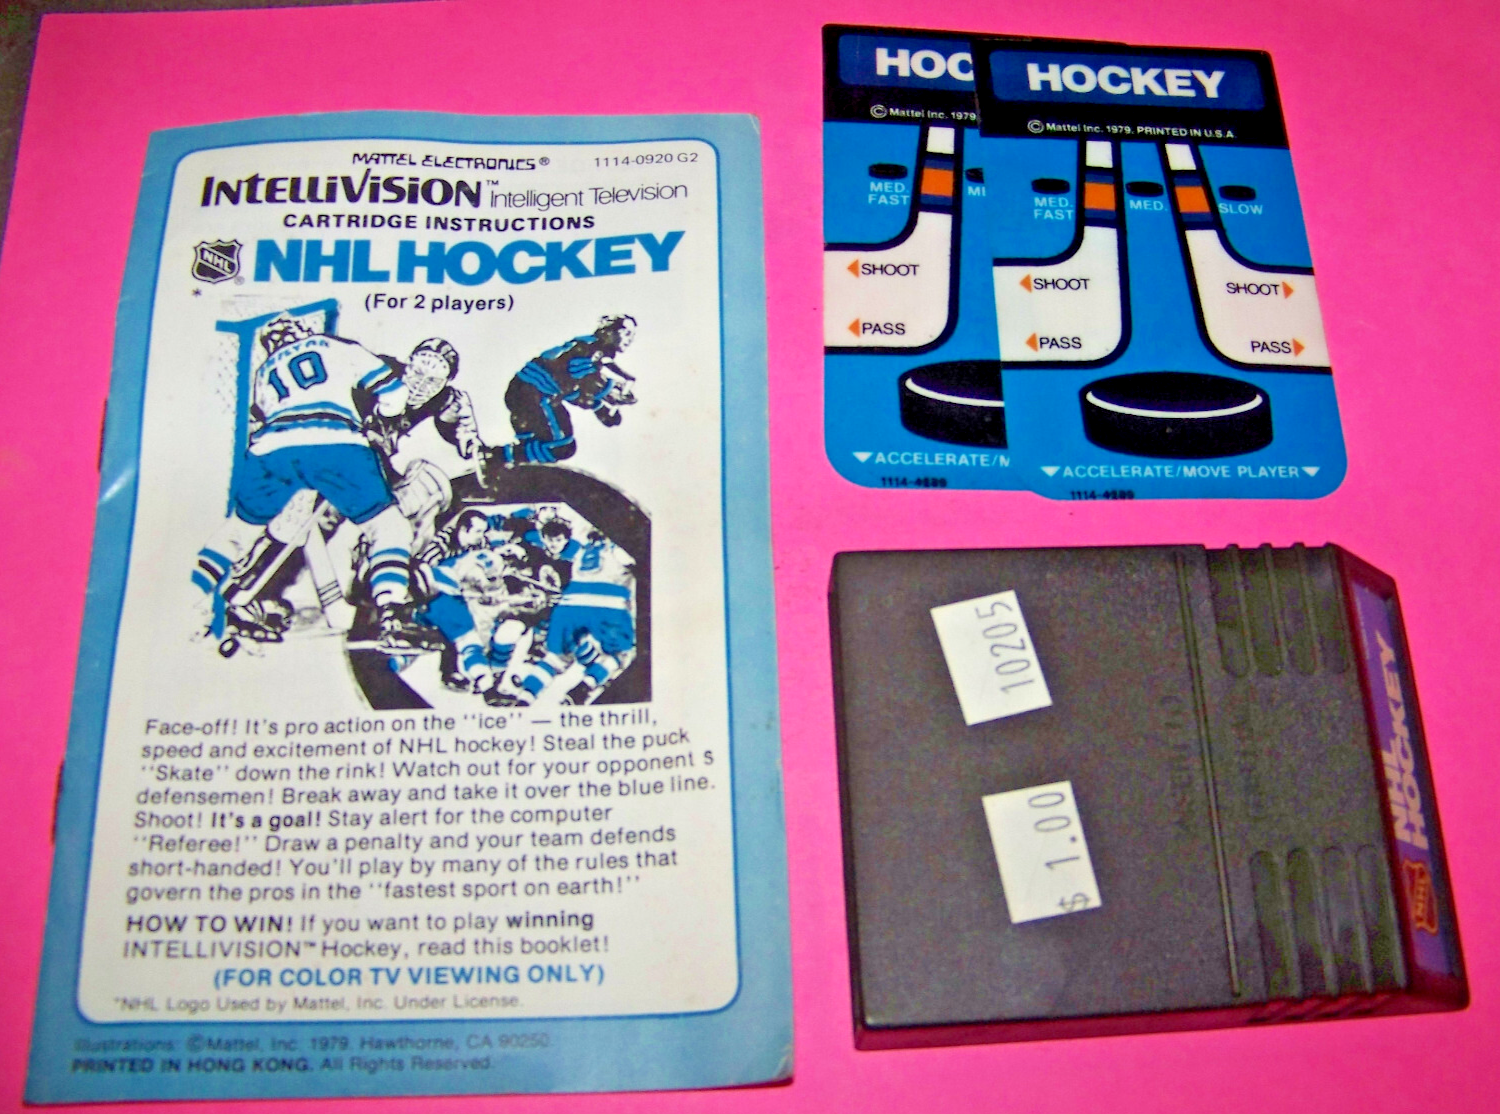 MATTEL ELECTRONICS® 1114-0920 G2
INTELLIVISION™ Intelligent Television
CARTRIDGE INSTRUCTIONS
NHL ® NHL HOCKEY
*
(For 2 players)
10
Face-off! It's pro action on the "ice" — the thrill,
speed and excitement of NHL hockey! Steal the puck
"Skate" down the rink! Watch out for your opponent s
defensemen! Break away and take it over the blue line.
Shoot! It's a goal! Stay alert for the computer
"Referee!" Draw a penalty and your team defends
short-handed! You'll play by many of the rules that
govern the pros in the "fastest sport on earth!"
HOW TO WIN! If you want to play winning
INTELLIVISION™ Hockey, read this booklet!
(FOR COLOR TV VIEWING ONLY)
*NHL Logo Used by Mattel, Inc. Under License.
Illustrations: ©Mattel, Inc. 1979. Hawthorne, CA 90250
PRINTED IN HONG KONG. All Rights Reserved.
HOC
© Mattel Inc. 1979.
MED. FAST
MI
SHOOT
PASS
ACCELERATE/M
HOCKEY
© Mattel Inc. 1979. PRINTED IN U.S.A.
MED. FAST
MED.
SLOW
SHOOT
SHOOT
PASS
PASS
ACCELERATE/MOVE PLAYER
10205
$ 1.00
NHL HOCKEY
NHL